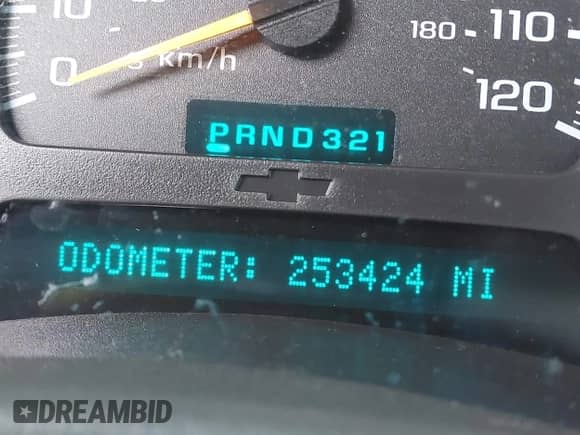 10
110
180
0
km/h
120
PRND321
ODOMETER: 253424 MI
DREAMBID